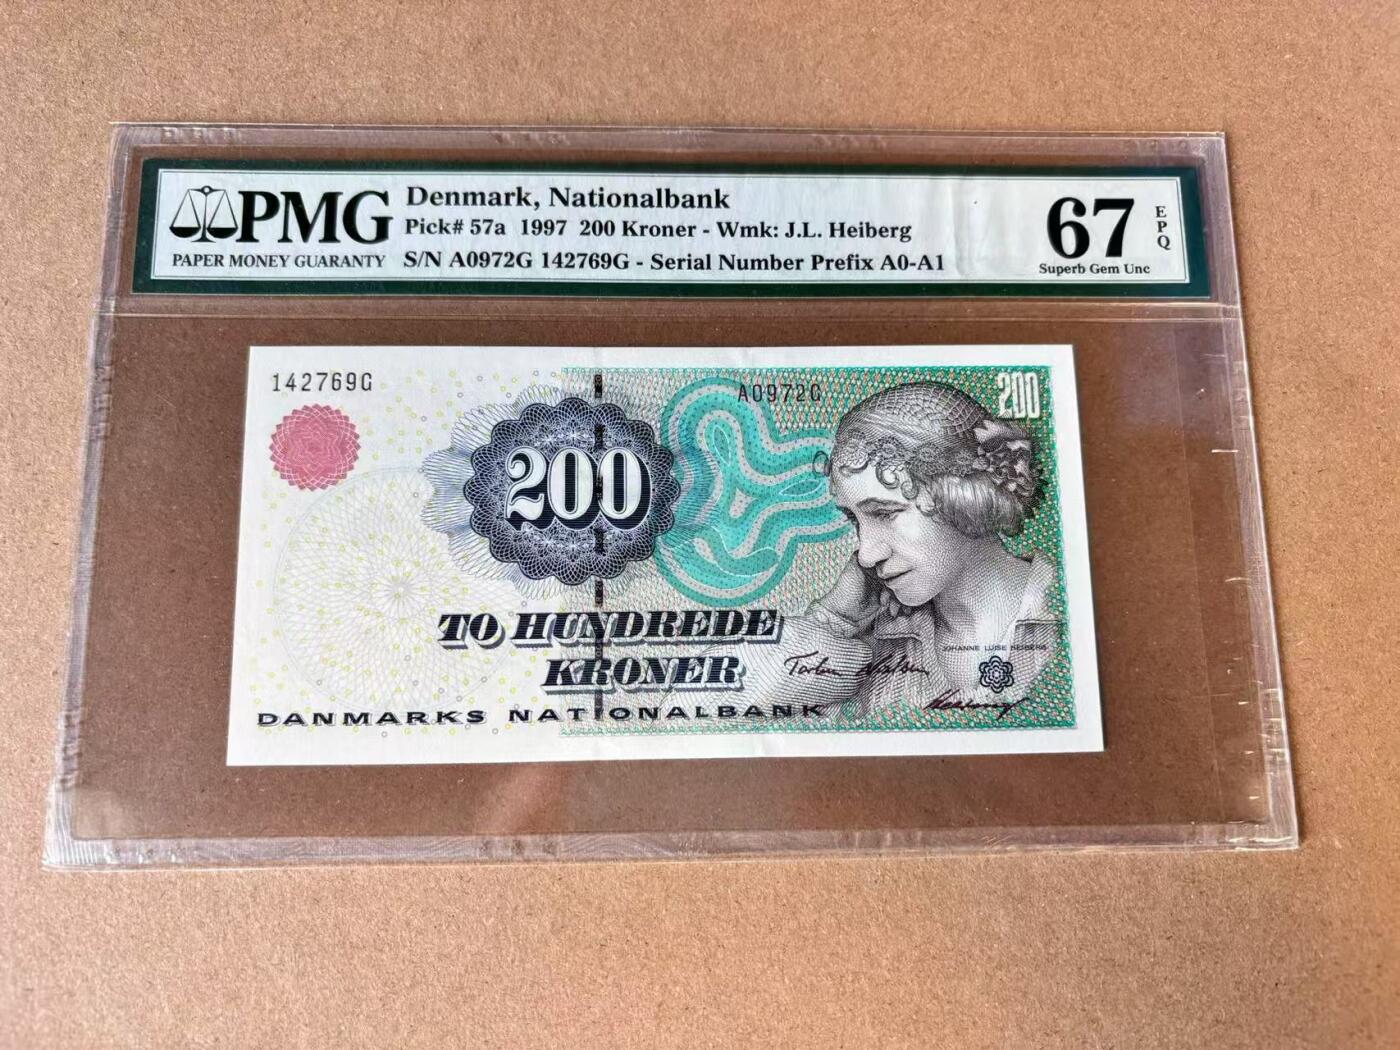 PMG
PAPER MONEY GUARANTY
Denmark, Nationalbank
Pick# 57a 1997 200 Kroner - Wmk: J.L. Heiberg
S/N A0972G 142769G - Serial Number Prefix A0-A1
67
EPQ
Superb Gem Unc
142769G
A0972G
200
200
TO HUNDREDE
KRONER
JOHANNE LUISE HEIBERG
DANMARKS NATIONALBANK